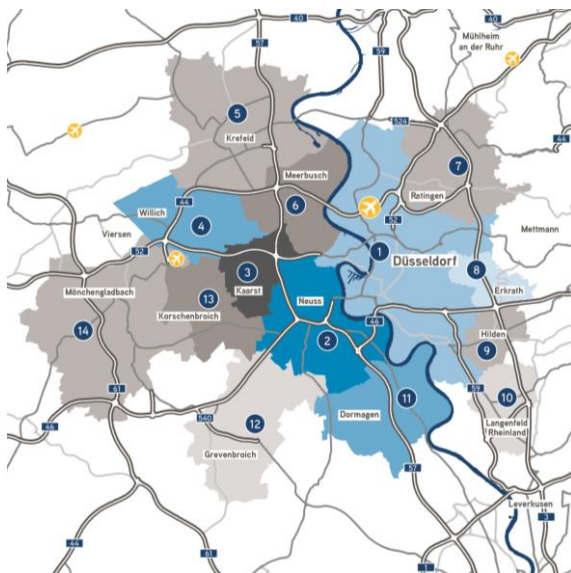 40
57
59
40
Mühlheim
an der Ruhr
524
44
5
Krefeld
7
Meerbusch
Ratingen
44
6
52
Willich
4
Mettmann
Viersen
52
1
Düsseldorf
3
8
Kaarst
Erkrath
Mönchengladbach
13
Neuss
Korschenbroich
46
14
Hilden
2
9
61
11
59
10
540
12
Dormagen
Langenfeld
(Rheinland)
46
Grevenbroich
57
Leverkusen
44
61
1
3